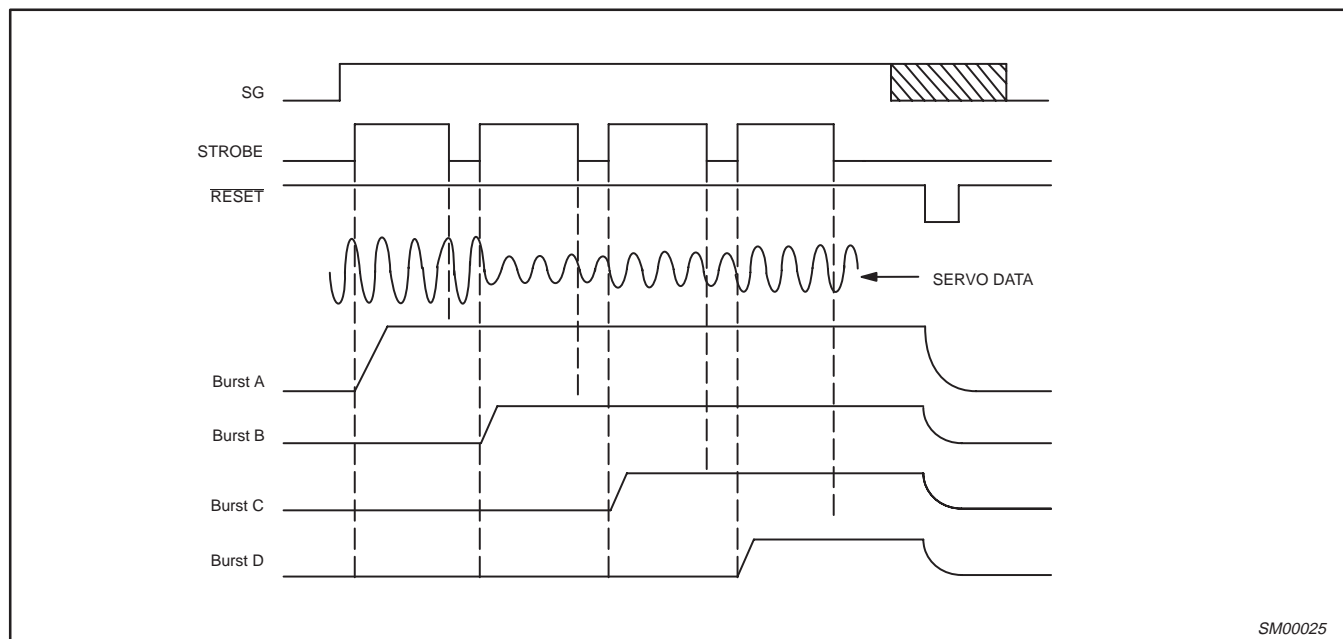 SG
STROBE
RESET
SERVO DATA
Burst A
Burst B
Burst C
Burst D
SM00025